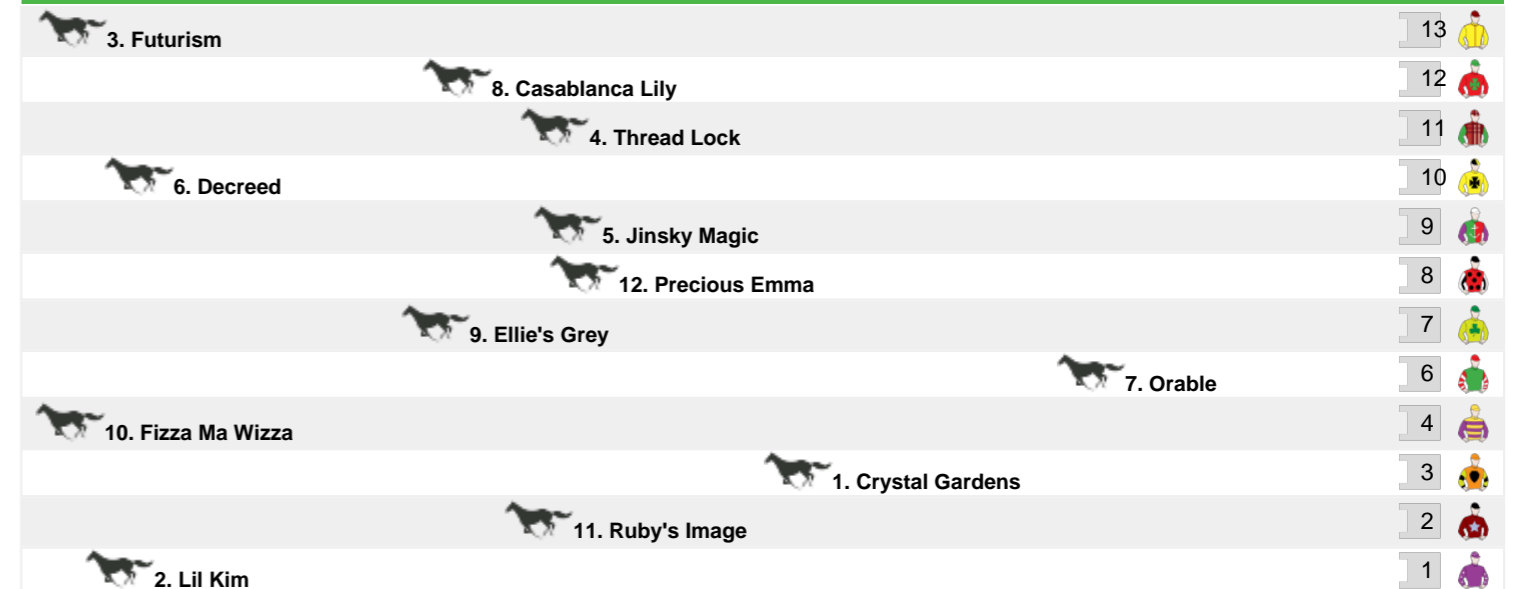 3. Futurism 13
8. Casablanca Lily 12
4. Thread Lock 11
6. Decreed 10
5. Jinsky Magic 9
12. Precious Emma 8
9. Ellie's Grey 7
7. Orable 6
10. Fizza Ma Wizza 4
1. Crystal Gardens 3
11. Ruby's Image 2
2. Lil Kim 1